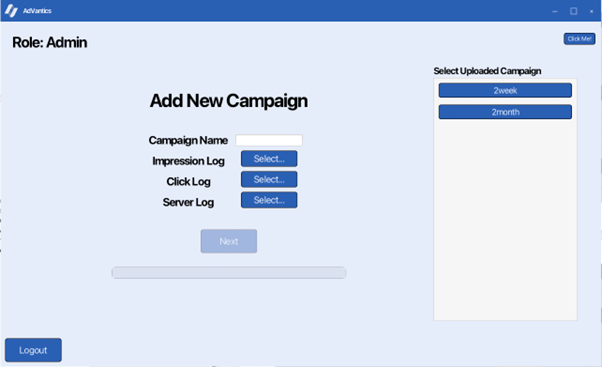 AdVantics
Role: Admin
Click Me!
Select Uploaded Campaign
2week
2month
Add New Campaign
Campaign Name
Impression Log Select...
Click Log Select...
Server Log Select...
Next
Logout